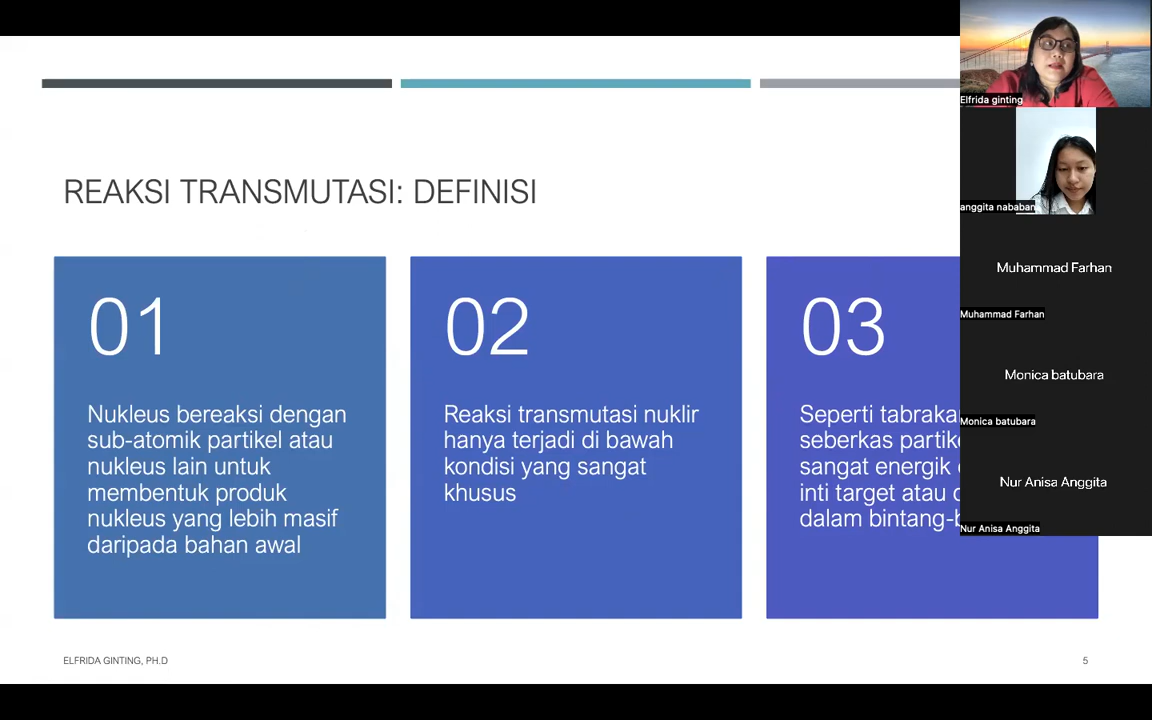 REAKSI TRANSMUTASI: DEFINISI
01
Nukleus bereaksi dengan
sub-atomik partikel atau
nukleus lain untuk
membentuk produk
nukleus yang lebih masif
daripada bahan awal
02
Reaksi transmutasi nuklir
hanya terjadi di bawah
kondisi yang sangat
khusus
03
Seperti
seberkas
sangat energik
inti target atau
dalam
ELFRIDA GINTING, PH.D
5
Elfrida ginting
anggita nababan
Muhammad Farhan
Muhammad Farhan
Monica batubara
Monica batubara
Nur Anisa Anggita
Nur Anisa Anggita